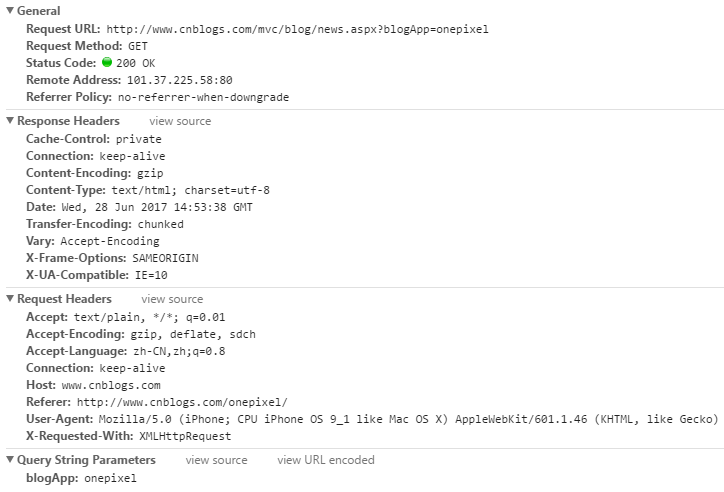 General
Request URL: http://www.cnblogs.com/mvc/blog/news.aspx?blogApp=onepixel
Request Method: GET
Status Code: 200 OK
Remote Address: 101.37.225.58:80
Referrer Policy: no-referrer-when-downgrade
Response Headers view source
Cache-Control: private
Connection: keep-alive
Content-Encoding: gzip
Content-Type: text/html; charset=utf-8
Date: Wed, 28 Jun 2017 14:53:38 GMT
Transfer-Encoding: chunked
Vary: Accept-Encoding
X-Frame-Options: SAMEORIGIN
X-UA-Compatible: IE=10
Request Headers view source
Accept: text/plain, */*; q=0.01
Accept-Encoding: gzip, deflate, sdch
Accept-Language: zh-CN,zh;q=0.8
Connection: keep-alive
Host: www.cnblogs.com
Referer: http://www.cnblogs.com/onepixel/
User-Agent: Mozilla/5.0 (iPhone; CPU iPhone OS 9_1 like Mac OS X) AppleWebKit/601.1.46 (KHTML, like Gecko)
X-Requested-With: XMLHttpRequest
Query String Parameters view source view URL encoded
blogApp: onepixel